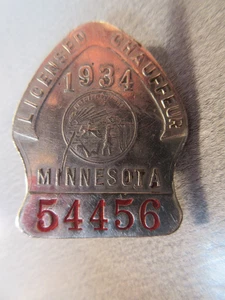 LICENSED CHAUFFEUR
1934
MINNESOTA
54456